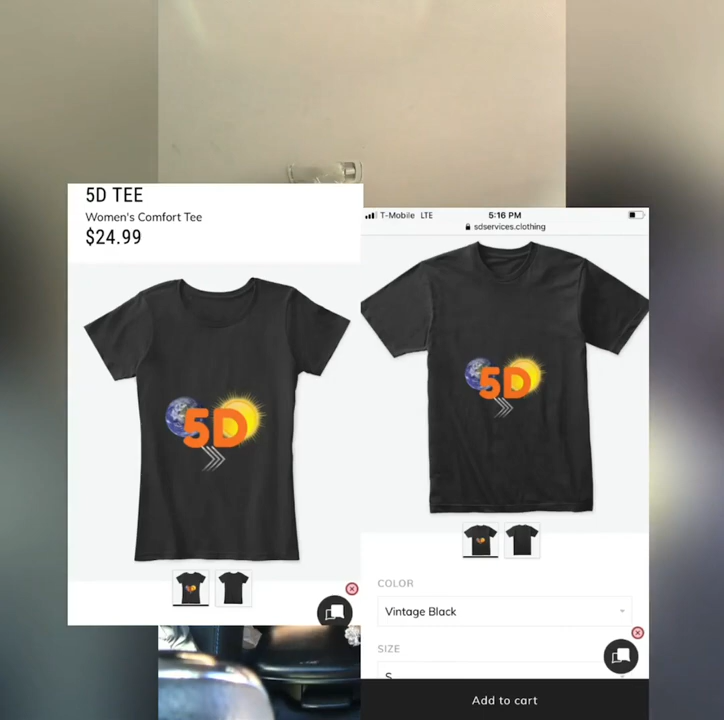 5D TEE
Women's Comfort Tee
$24.99
5D
T-Mobile LTE
5:16 PM
sdservices.clothing
5D
COLOR
Vintage Black
SIZE
S
Add to cart